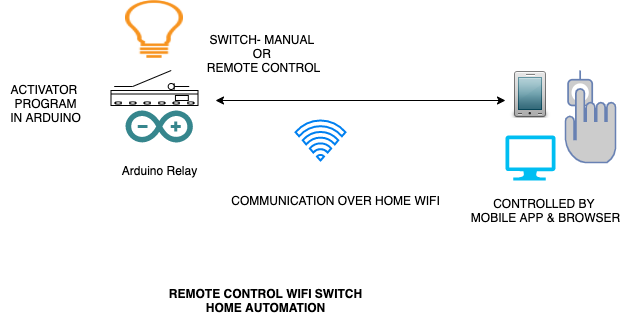 SWITCH- MANUAL
OR
REMOTE CONTROL
ACTIVATOR
PROGRAM
IN ARDUINO
Arduino Relay
COMMUNICATION OVER HOME WIFI
CONTROLLED BY
MOBILE APP & BROWSER
REMOTE CONTROL WIFI SWITCH
HOME AUTOMATION